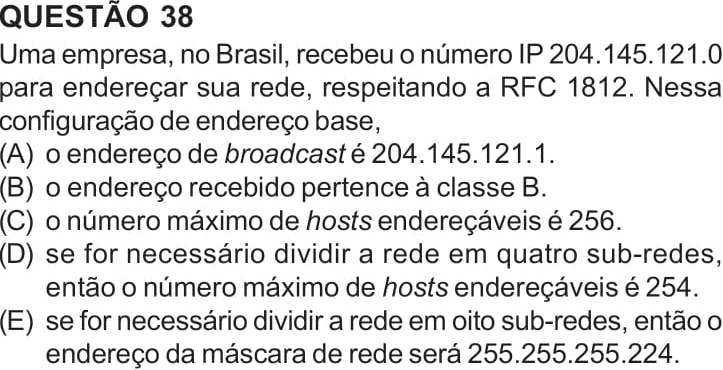 QUESTÃO 38
Uma empresa, no Brasil, recebeu o número IP 204.145.121.0
para endereçar sua rede, respeitando a RFC 1812. Nessa
configuração de endereço base,
(A) o endereço de broadcast é 204.145.121.1.
(B) o endereço recebido pertence à classe B.
(C) o número máximo de hosts endereçáveis é 256.
(D) se for necessário dividir a rede em quatro sub-redes,
então o número máximo de hosts endereçáveis é 254.
(E) se for necessário dividir a rede em oito sub-redes, então o
endereço da máscara de rede será 255.255.255.224.